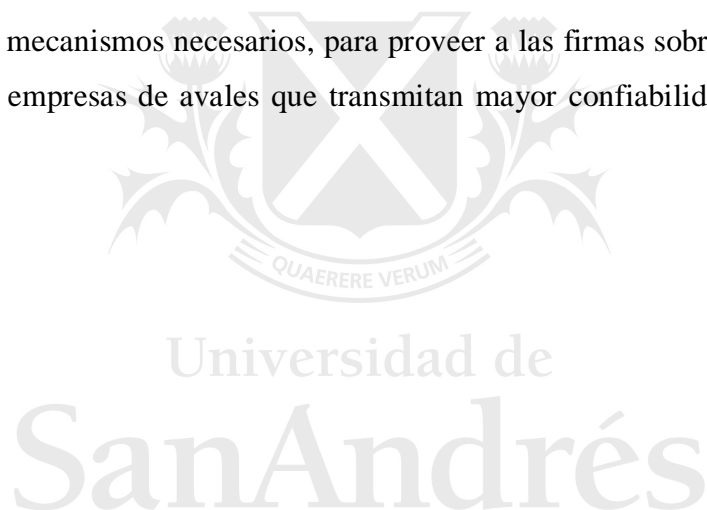 mecanismos necesarios, para proveer a las firmas sobr
empresas de avales que transmitan mayor confiabilid
QUAERERE VERUM
Universidad de
SanAndrés